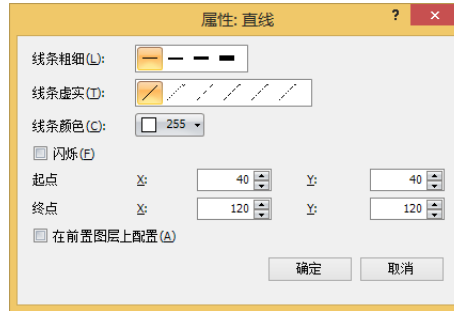 属性: 直线 ? ×
线条粗细(L):
线条虚实(T):
线条颜色(C): 255
闪烁(F)
起点 X: 40 Y: 40
终点 X: 120 Y: 120
在前置图层上配置(A)
确定 取消